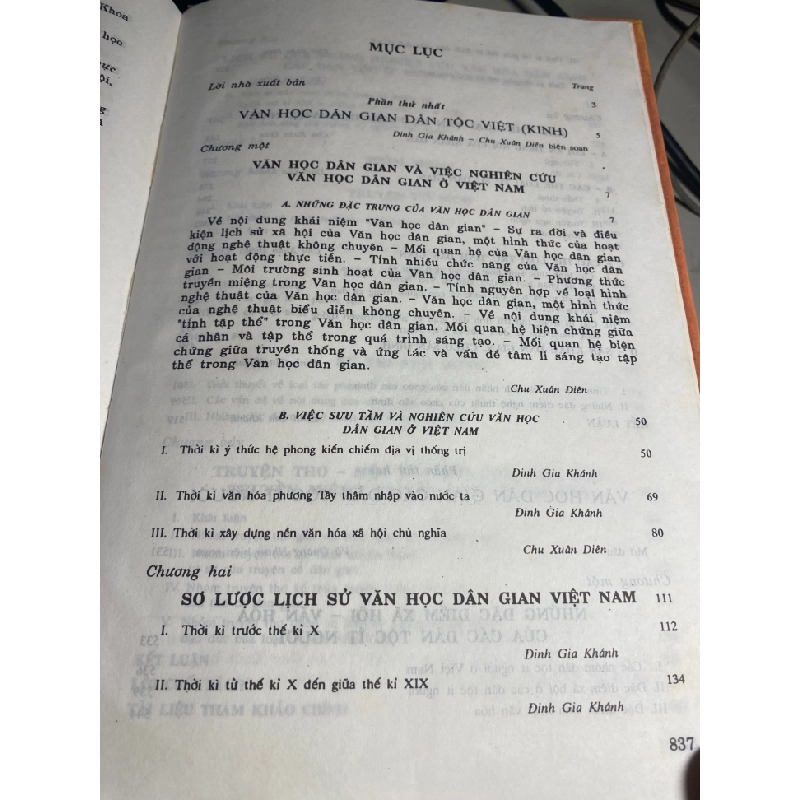 Khoa
học
MỤC LỤC
Lời nhà xuất bản
Trang
3
Phần thứ nhất
VĂN HỌC DÂN GIAN DÂN TỘC VIỆT (KINH) 5
Đinh Gia Khánh – Chu Xuân Diên biên soạn
Chương một
VĂN HỌC DÂN GIAN VÀ VIỆC NGHIÊN CỨU
VĂN HỌC DÂN GIAN Ở VIỆT NAM 7
A. NHỮNG ĐẶC TRƯNG CỦA VĂN HỌC DÂN GIAN 7
Về nội dung khái niệm "Văn học dân gian" – Sự ra đời và điều
kiện lịch sử xã hội của Văn học dân gian, một hình thức của hoạt
động nghệ thuật không chuyên – Mối quan hệ của Văn học dân gian
với hoạt động thực tiễn. – Tính nhiều chức năng của Văn học dân
gian – Môi trường sinh hoạt của Văn học dân gian. – Phương thức
truyền miệng trong Văn học dân gian. – Tính nguyên hợp về loại hình
nghệ thuật của Văn học dân gian. – Văn học dân gian, một hình thức
của nghệ thuật biểu diễn không chuyên. – Về nội dung khái niệm
"tính tập thể" trong Văn học dân gian. Mối quan hệ biện chứng giữa
cá nhân và tập thể trong quá trình sáng tạo. – Mối quan hệ biện
chứng giữa truyền thống và ứng tác và vấn đề tâm lí sáng tạo tập
thể trong Văn học dân gian.
Chu Xuân Diên
B. VIỆC SƯU TẦM VÀ NGHIÊN CỨU VĂN HỌC
DÂN GIAN Ở VIỆT NAM 50
I. Thời kì ý thức hệ phong kiến chiếm địa vị thống trị 50
Đinh Gia Khánh
II. Thời kì văn hóa phương Tây thâm nhập vào nước ta 69
Đinh Gia Khánh
III. Thời kì xây dựng nền văn hóa xã hội chủ nghĩa 80
Chu Xuân Diên
Chương hai
SƠ LƯỢC LỊCH SỬ VĂN HỌC DÂN GIAN VIỆT NAM 111
I. Thời kì trước thế kỉ X 112
Đinh Gia Khánh
II. Thời kì từ thế kỉ X đến giữa thế kỉ XIX 134
Đinh Gia Khánh
837